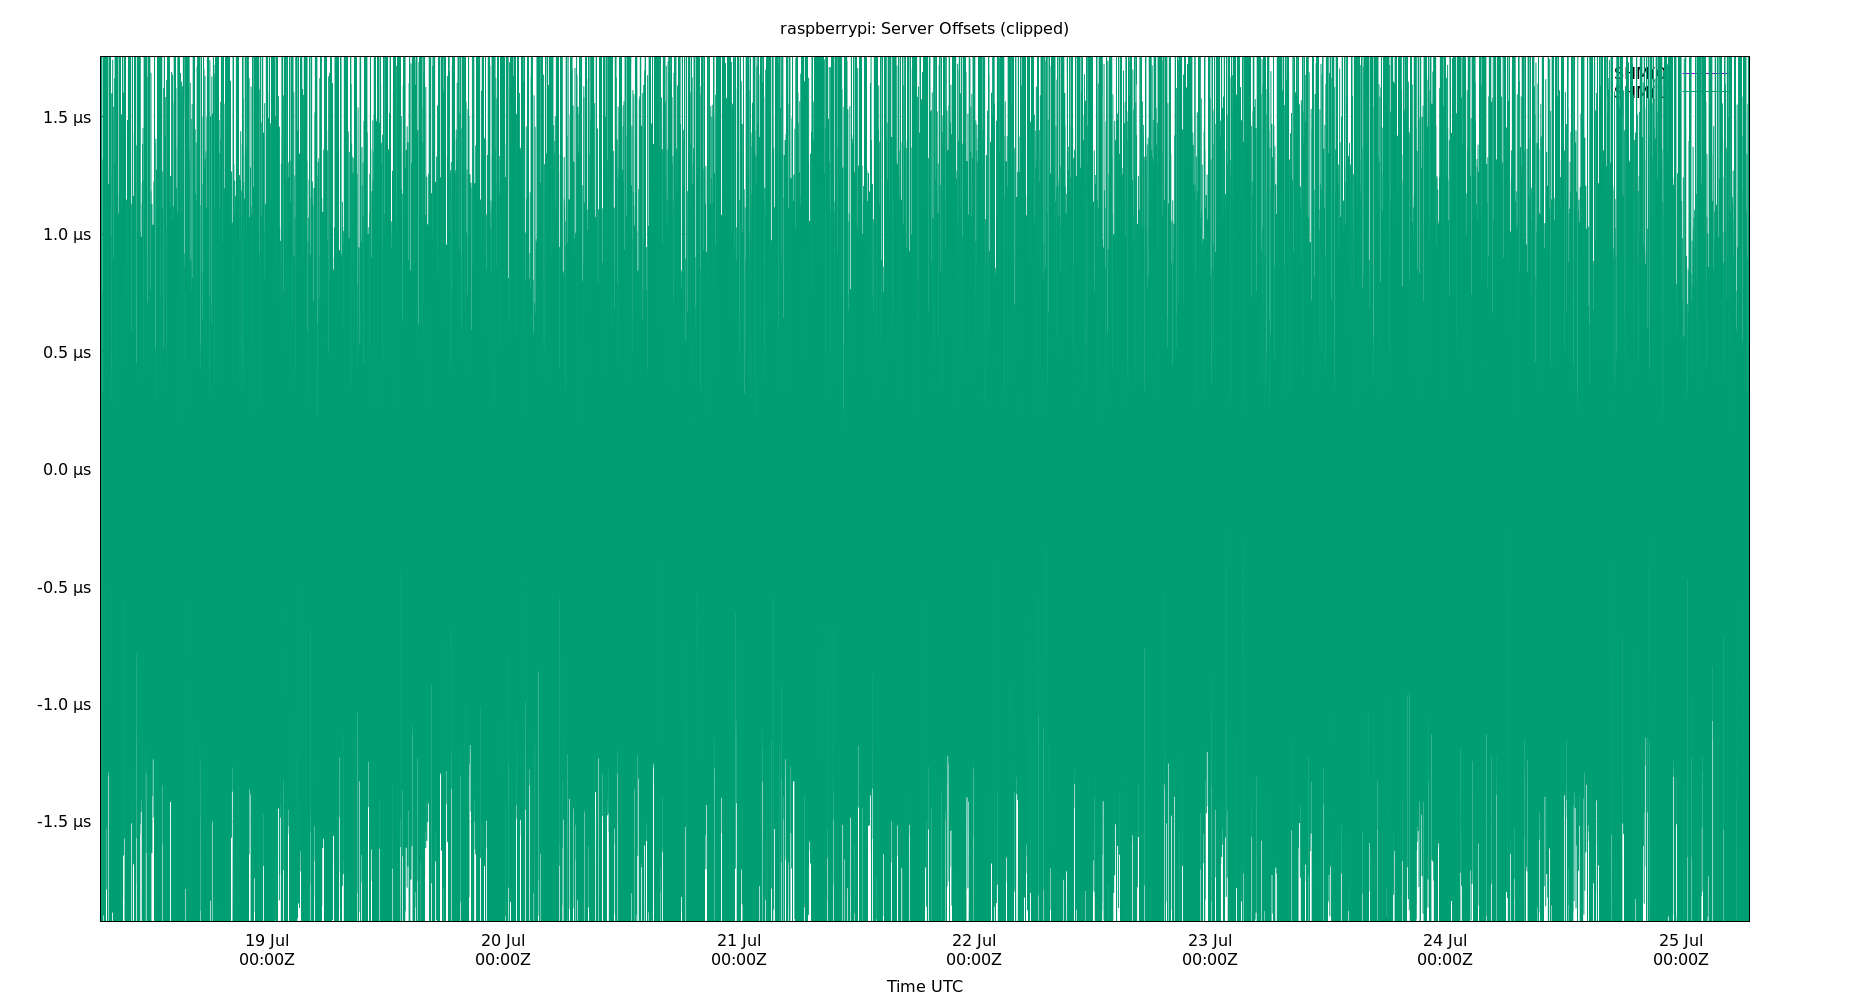 raspberrypi: Server Offsets (clipped)
1.5 µs
1.0 µs
0.5 µs
0.0 µs
-0.5 µs
-1.0 µs
-1.5 µs
19 Jul
00:00Z
20 Jul
00:00Z
21 Jul
00:00Z
22 Jul
00:00Z
23 Jul
00:00Z
24 Jul
00:00Z
25 Jul
00:00Z
Time UTC